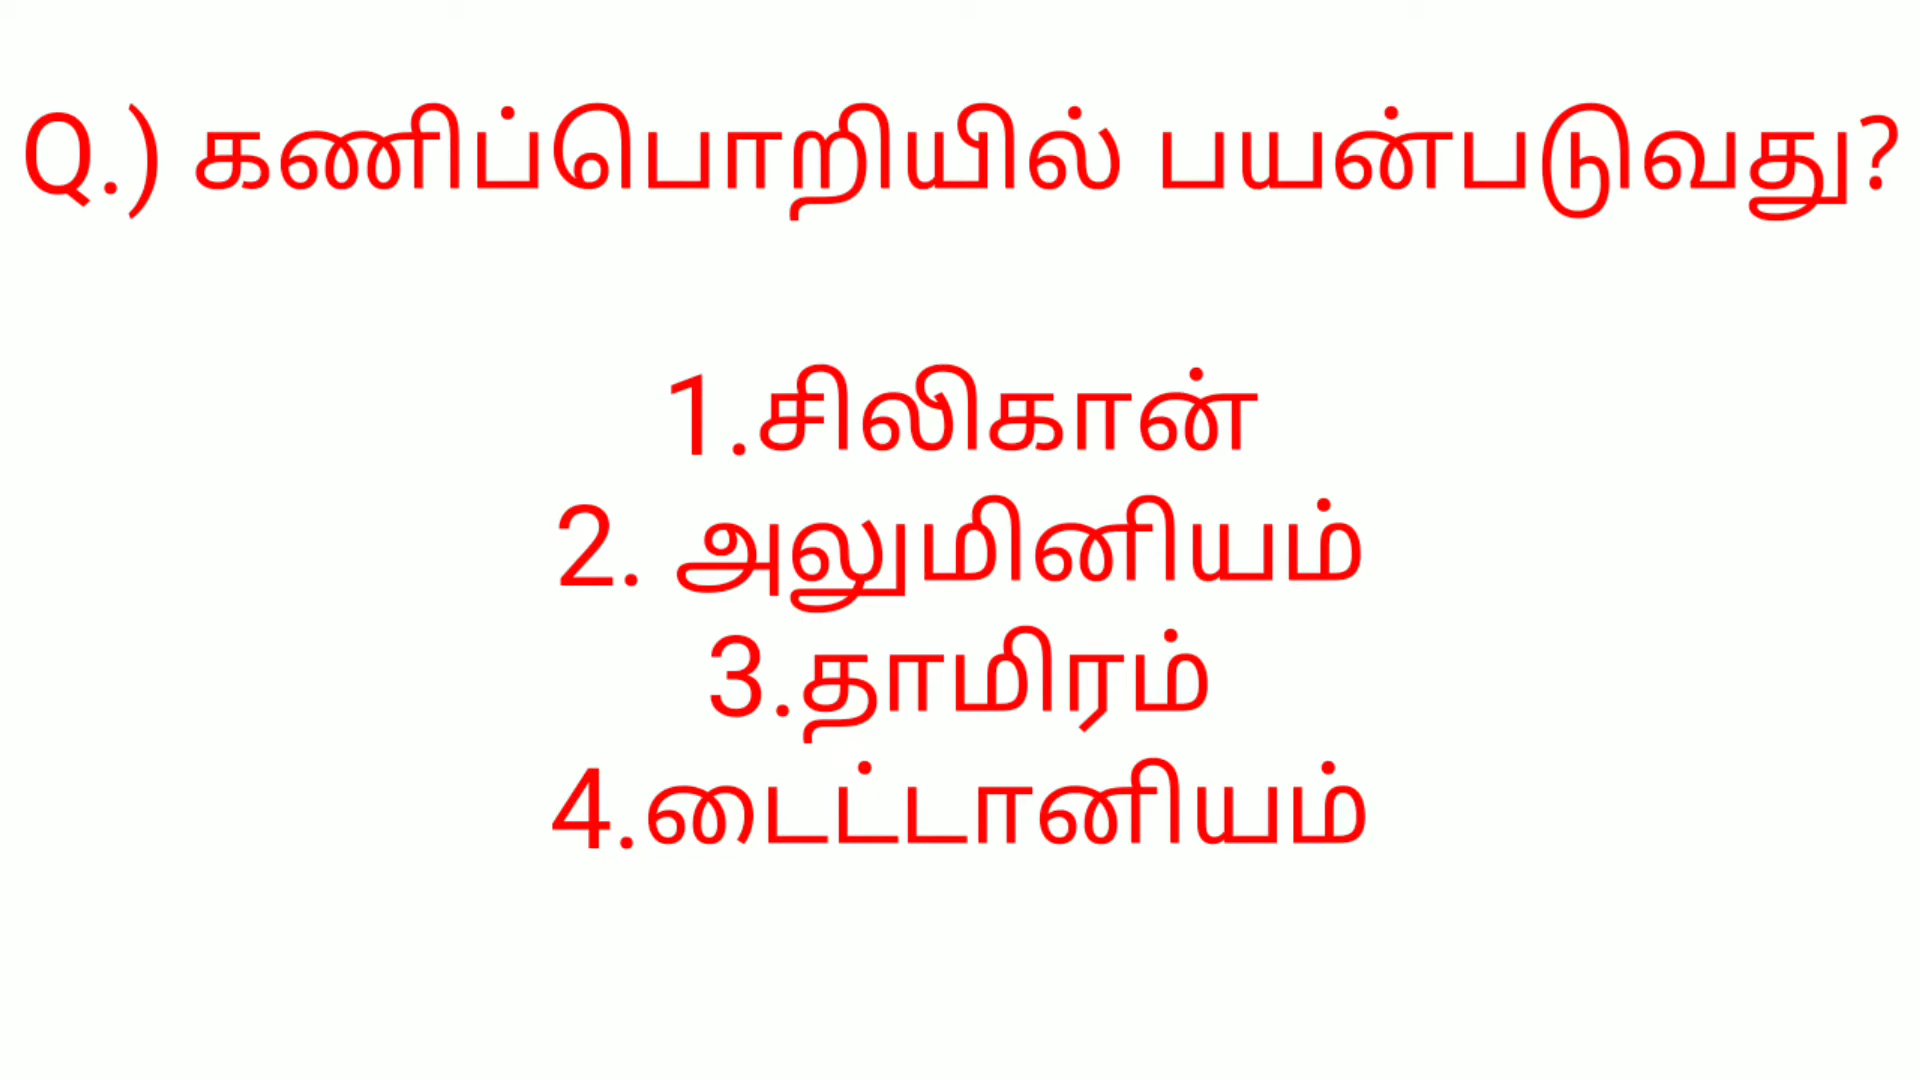 Q.) கணிப்பொறியில் பயன்படுவது?
1.சிலிகான்
2. அலுமினியம்
3.தாமிரம்
4.டைட்டானியம்